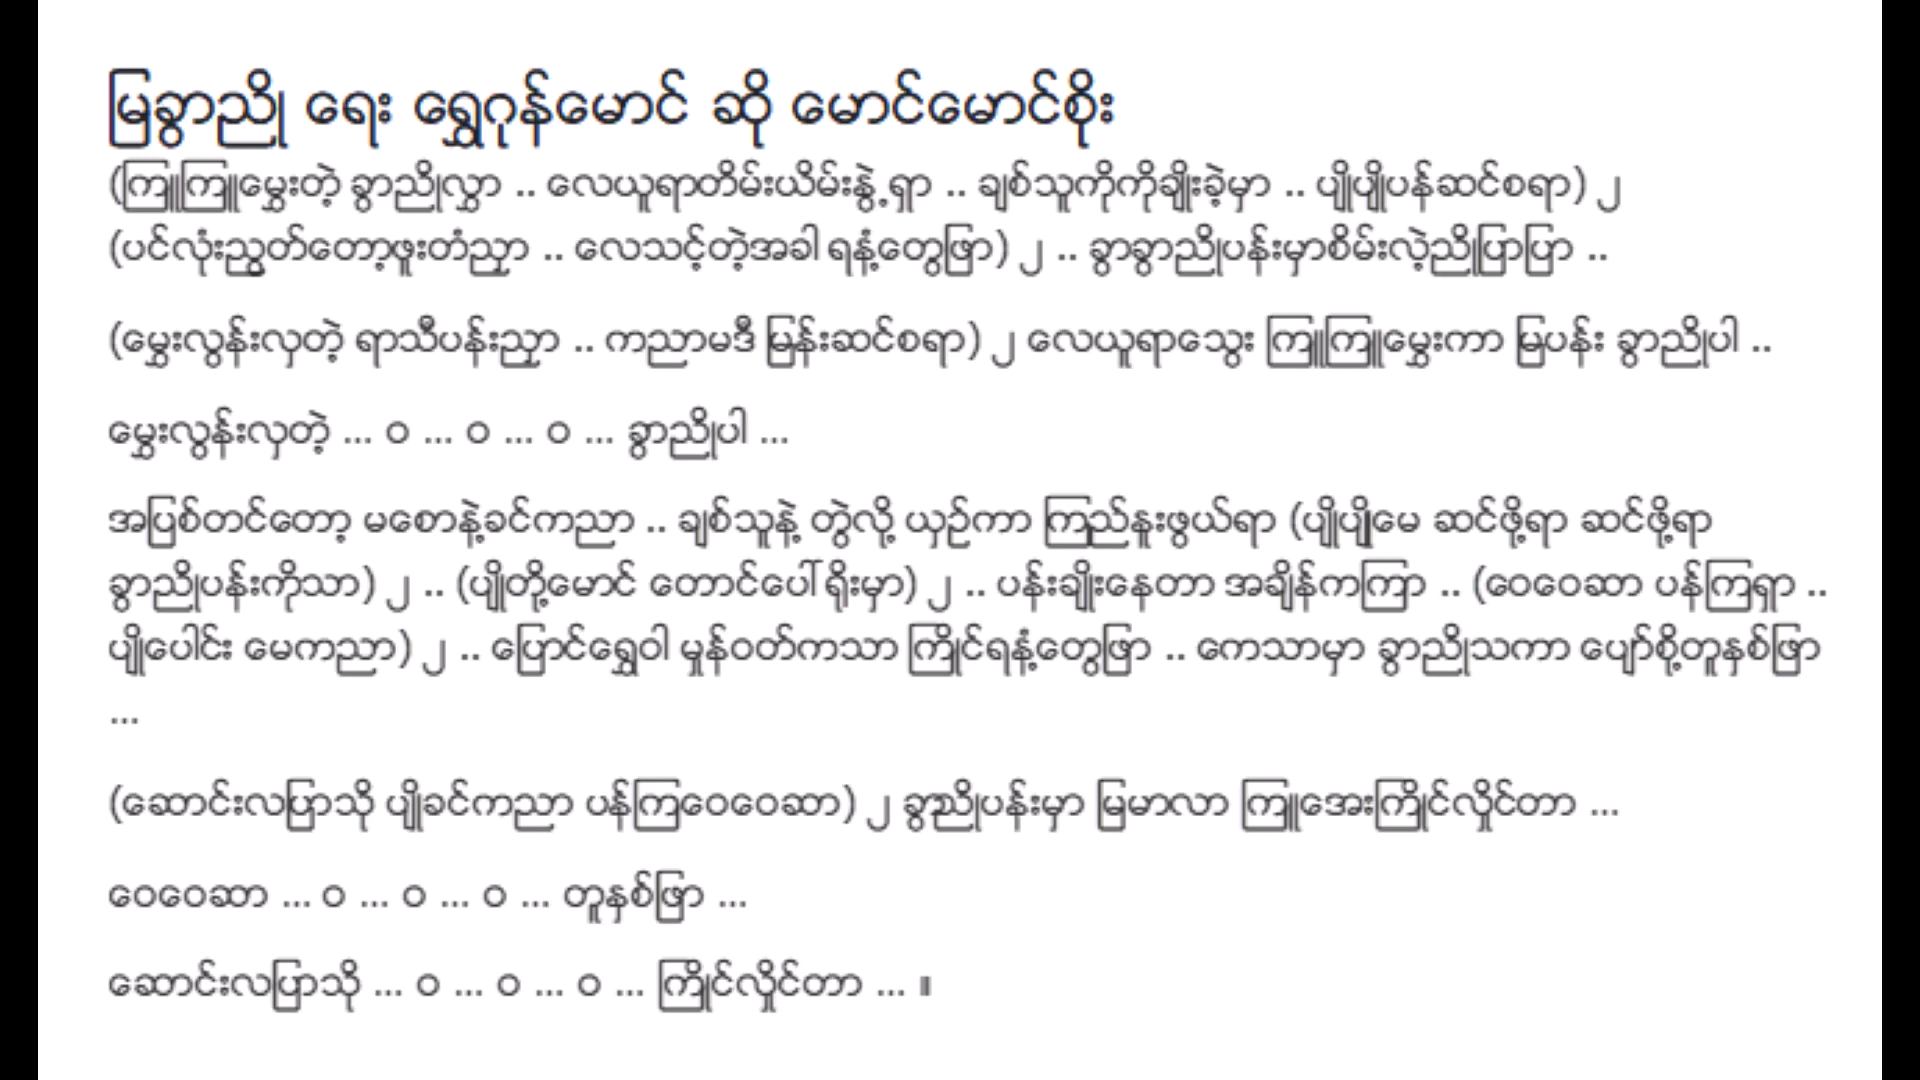 မြခွာညို ရေး ရွှေဂုန်မောင် ဆို မောင်မောင်စိုး
(ကြူကြူမွှေးတဲ့ ခွာညိုလွှာ .. လေယူရာတိမ်းယိမ်းနွဲ့ရှာ .. ချစ်သူကိုကိုချိုးခဲ့မှာ .. ပျိုပျိုပန်ဆင်စရာ) ၂
(ပင်လုံးညွှတ်တော့ဖူးတံညှာ .. လေသင့်တဲ့အခါ ရနံ့တွေဖြာ) ၂ .. ခွာခွာညိုပန်းမှာစိမ်းလဲ့ညိုပြာပြာ ..
(မွှေးလွန်းလှတဲ့ ရာသီပန်းညှာ .. ကညာမဒီ မြန်းဆင်စရာ) ၂ လေယူရာသွေး ကြူကြူမွှေးကာ မြပန်း ခွာညိုပါ ..
မွှေးလွန်းလှတဲ့ ... ဝ ... ဝ ... ဝ ... ခွာညိုပါ ...
အပြစ်တင်တော့ မစောနဲ့ခင်ကညာ .. ချစ်သူနဲ့ တွဲလို့ ယှဉ်ကာ ကြည်နူးဖွယ်ရာ (ပျိုပျိုမေ ဆင်ဖို့ရာ ဆင်ဖို့ရာ
ခွာညိုပန်းကိုသာ) ၂ .. (ပျိုတို့မောင် တောင်ပေါ်ရိုးမှာ) ၂ .. ပန်းချိုးနေတာ အချိန်ကကြာ .. (ဝေဝေဆာ ပန်ကြရှာ ..
ပျိုပေါင်း မေကညာ) ၂ .. ပြောင်ရွှေဝါ မှုန်ဝတ်ကသာ ကြိုင်ရနံ့တွေဖြာ .. ကေသာမှာ ခွာညိုသကာ ပျော်စို့တူနှစ်ဖြာ
...
(ဆောင်းလပြာသို ပျိုခင်ကညာ ပန်ကြဝေဝေဆာ) ၂ ခွာညိုပန်းမှာ မြမာလာ ကြူအေးကြိုင်လှိုင်တာ ...
ဝေဝေဆာ ... ဝ ... ဝ ... ဝ ... တူနှစ်ဖြာ ...
ဆောင်းလပြာသို ... ဝ ... ဝ ... ဝ ... ကြိုင်လှိုင်တာ ... ။